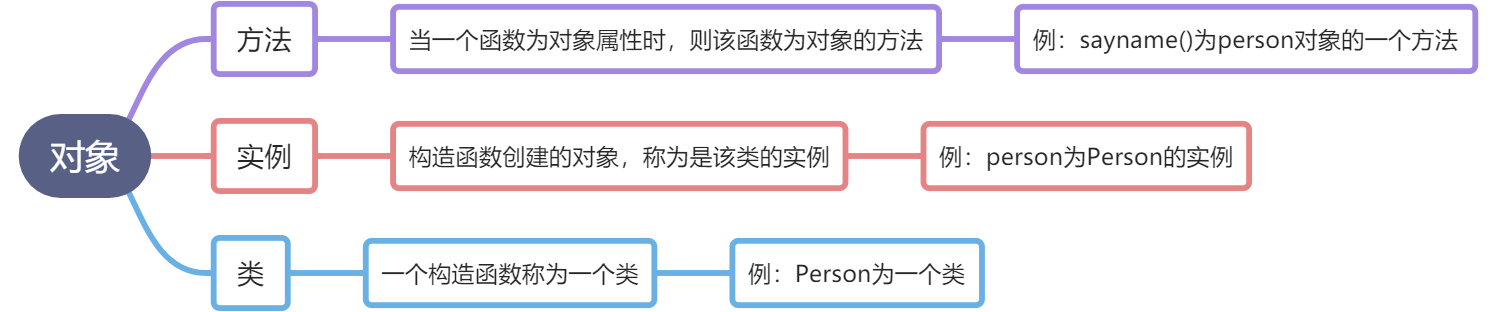 对象
方法
当一个函数为对象属性时，则该函数为对象的方法
例：sayname()为person对象的一个方法
实例
构造函数创建的对象，称为是该类的实例
例：person为Person的实例
类
一个构造函数称为一个类
例：Person为一个类